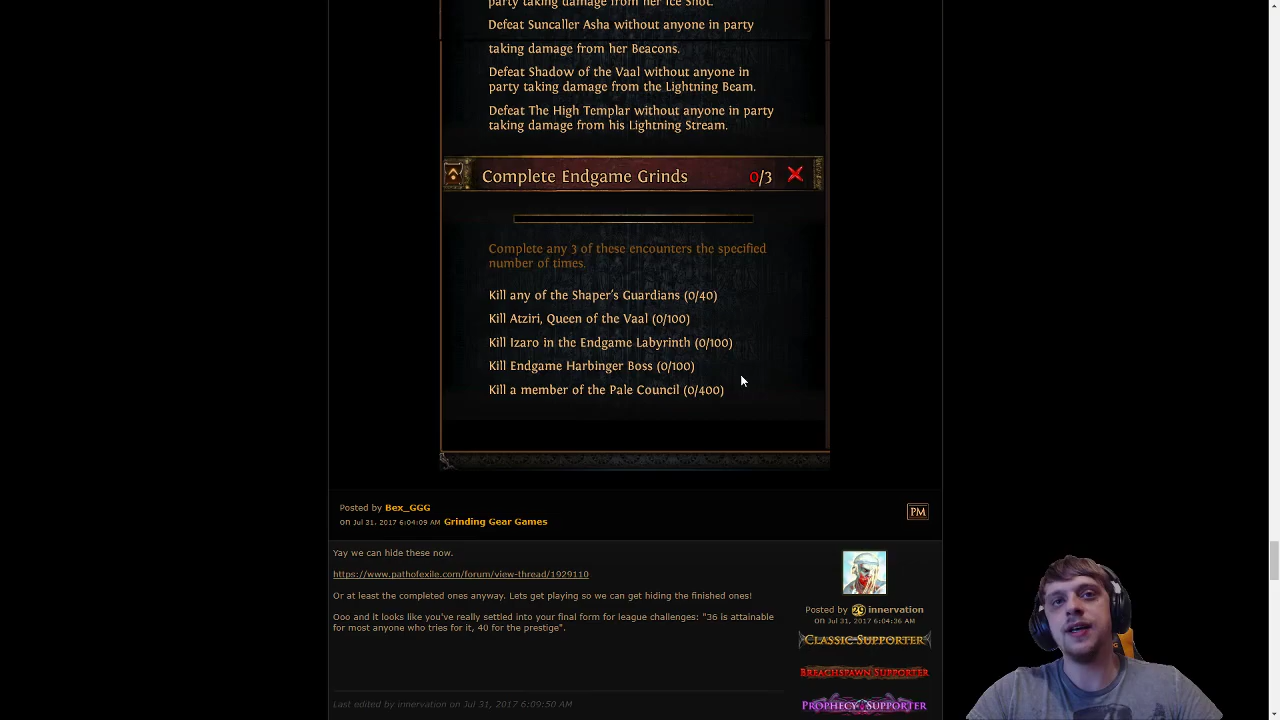 party taking damage from her Ice Shot.
Defeat Suncaller Asha without anyone in party
taking damage from her Beacons.
Defeat Shadow of the Vaal without anyone in
party taking damage from the Lightning Beam.
Defeat The High Templar without anyone in party
taking damage from his Lightning Stream.
Complete Endgame Grinds 0/3
Complete any 3 of these encounters the specified
number of times.
Kill any of the Shaper's Guardians (0/40)
Kill Atziri, Queen of the Vaal (0/100)
Kill Izaro in the Endgame Labyrinth (0/100)
Kill Endgame Harbinger Boss (0/100)
Kill a member of the Pale Council (0/400)
Posted by Bex_GGG
on Jul 31, 2017 6:04:09 AM Grinding Gear Games
PM
Yay we can hide these now.
https://www.pathofexile.com/forum/view-thread/1929110
Or at least the completed ones anyway. Lets get playing so we can get hiding the finished ones!
Ooo and it looks like you've really settled into your final form for league challenges: "36 is attainable
for most anyone who tries for it, 40 for the prestige".
Last edited by innervation on Jul 31, 2017 6:09:50 AM
Posted by 29 innervation
on Jul 31, 2017 6:04:36 AM
CLASSIC SUPPORTER
BREACHSPAWN SUPPORTER
PROPHECY SUPPORTER